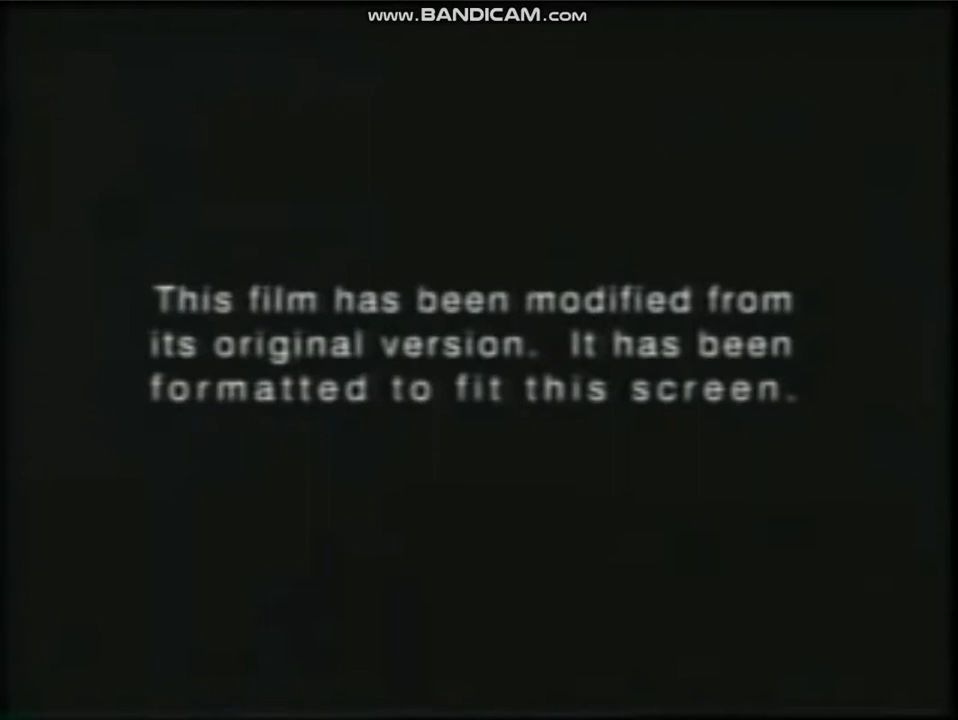 www.BANDICAM.com
This film has been modified from
its original version. It has been
formatted to fit this screen.